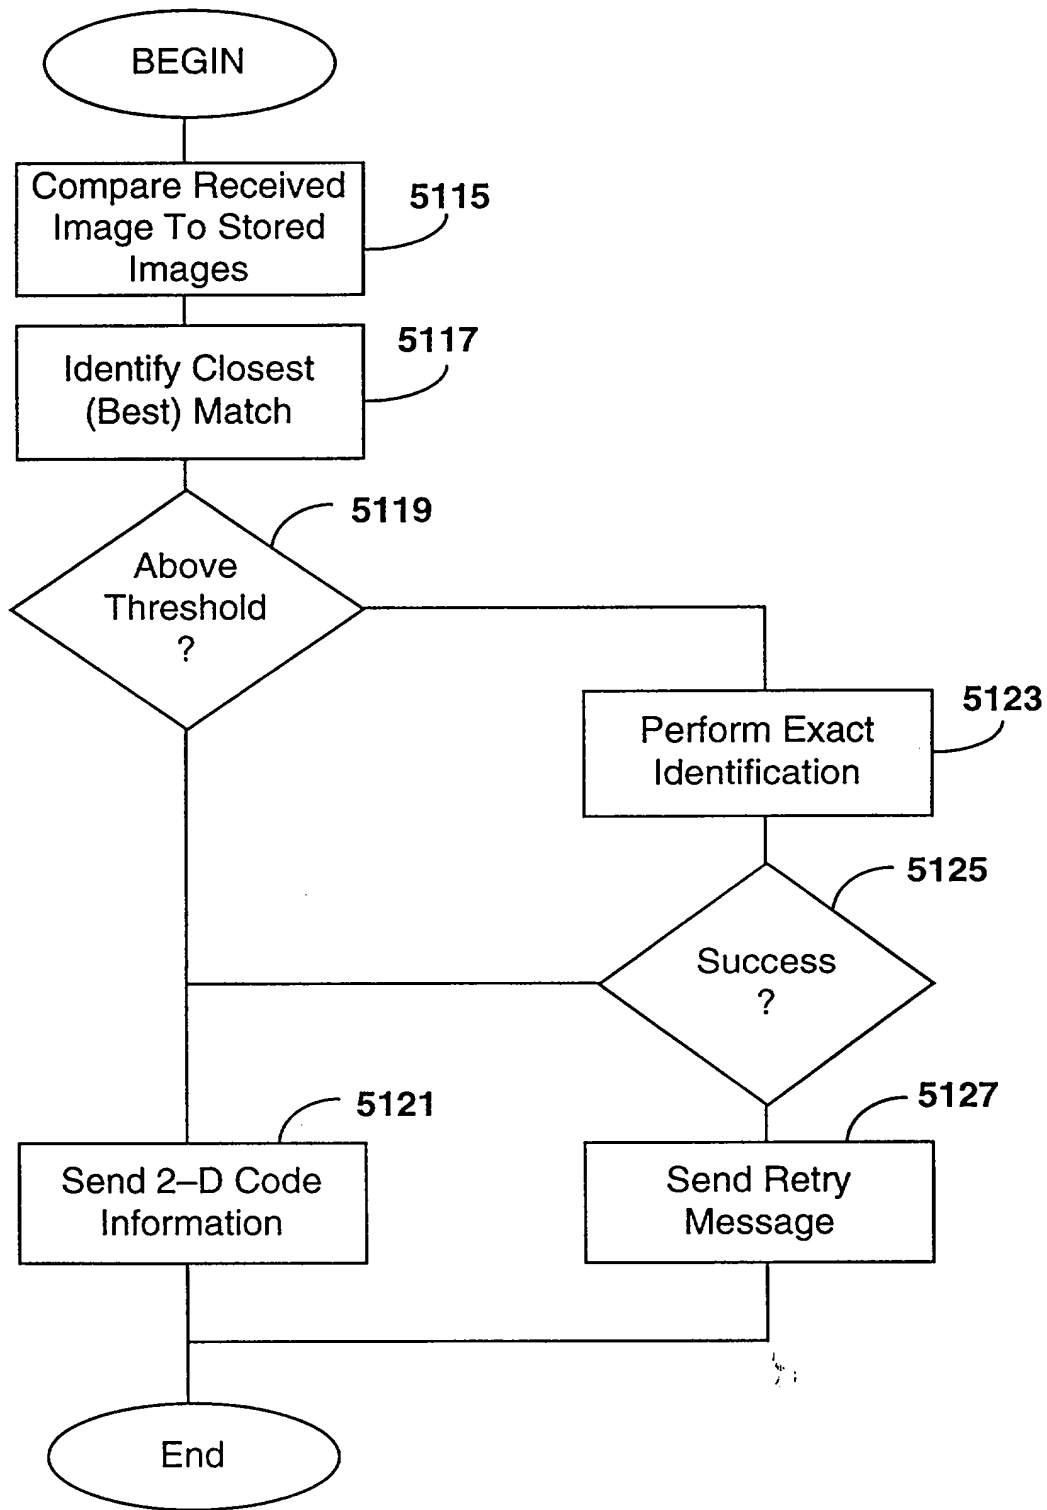 BEGIN
Compare Received
Image To Stored
Images
5115
Identify Closest
(Best) Match
5117
Above
Threshold
?
5119
Perform Exact
Identification
5123
Success
?
5125
Send 2–D Code
Information
5121
Send Retry
Message
5127
End